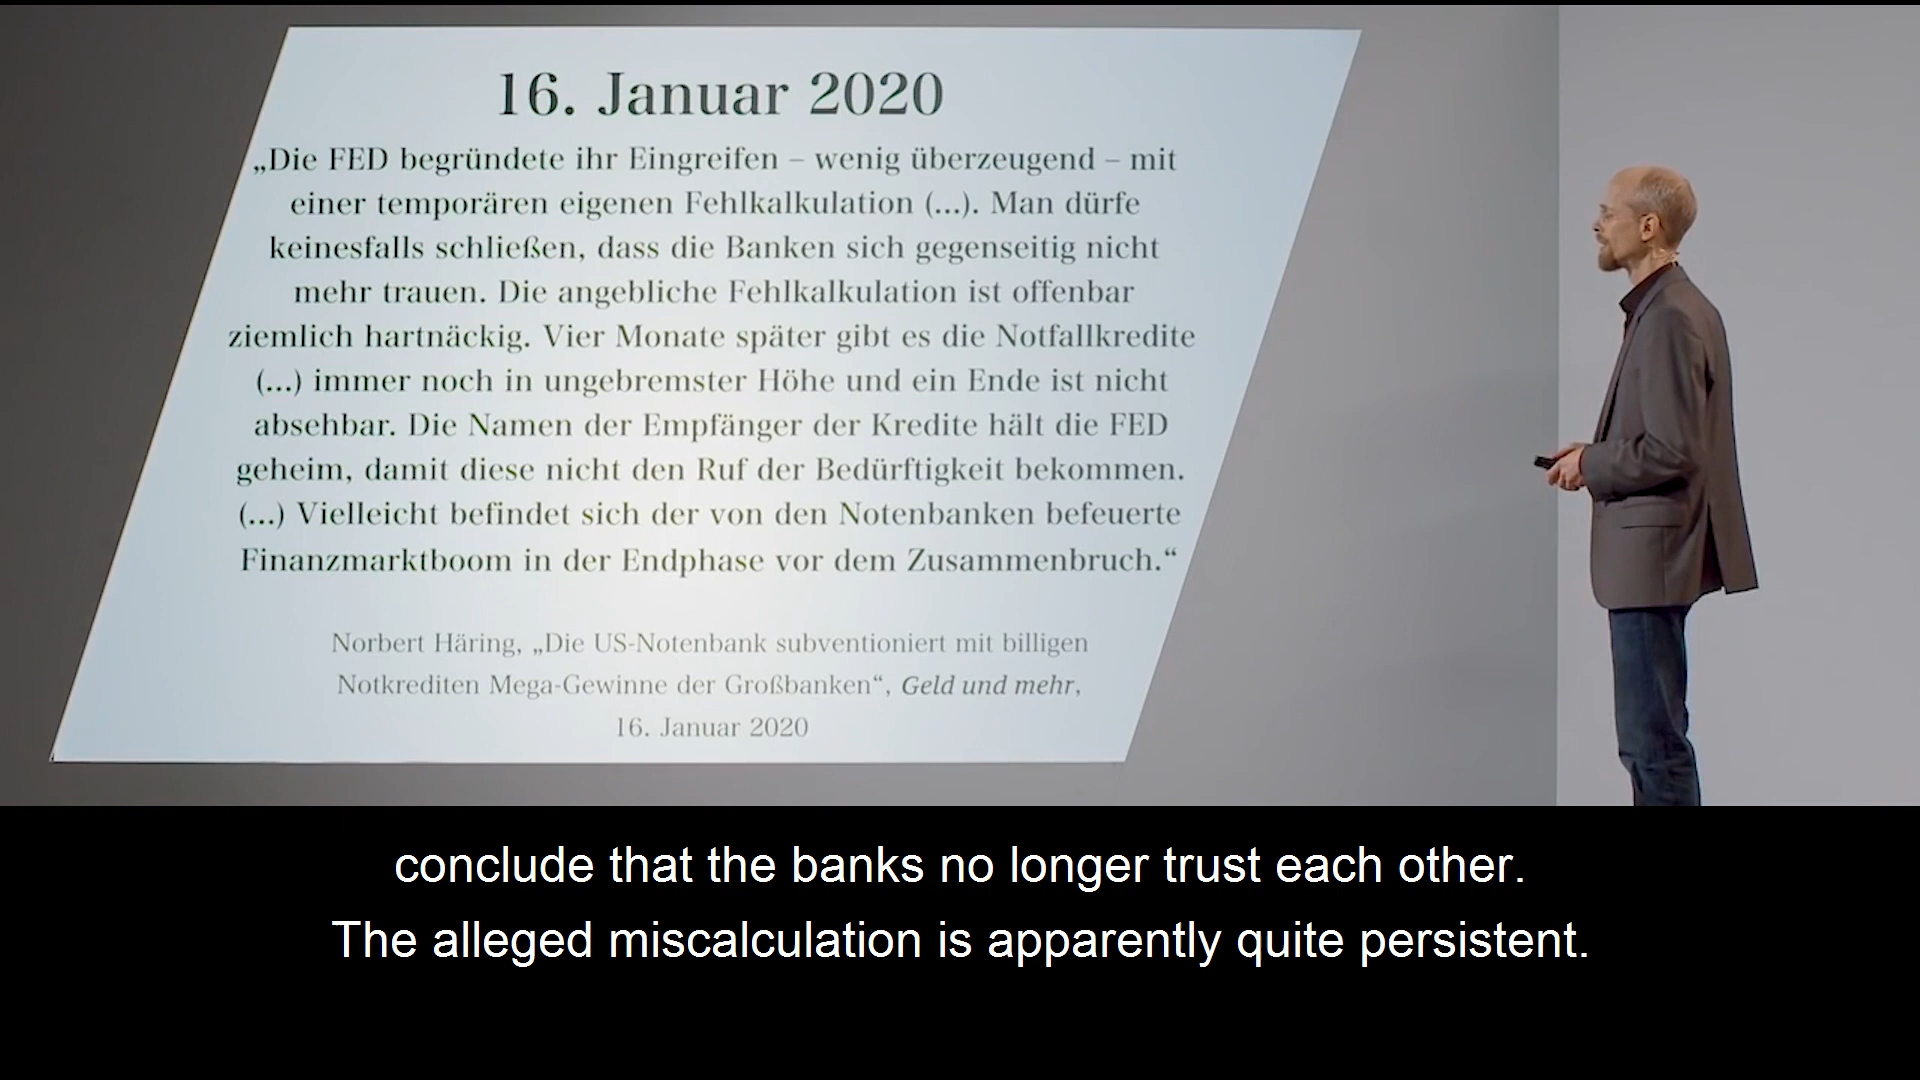 16. Januar 2020
„Die FED begründete ihr Eingreifen – wenig überzeugend – mit
einer temporären eigenen Fehlkalkulation (...). Man dürfe
keinesfalls schließen, dass die Banken sich gegenseitig nicht
mehr trauen. Die angebliche Fehlkalkulation ist offenbar
ziemlich hartnäckig. Vier Monate später gibt es die Notfallkredite
(...) immer noch in ungebremster Höhe und ein Ende ist nicht
absehbar. Die Namen der Empfänger der Kredite hält die FED
geheim, damit diese nicht den Ruf der Bedürftigkeit bekommen.
(...) Vielleicht befindet sich der von den Notenbanken befeuerte
Finanzmarktboom in der Endphase vor dem Zusammenbruch.“
Norbert Häring, „Die US-Notenbank subventioniert mit billigen
Notkrediten Mega-Gewinne der Großbanken“, Geld und mehr,
16. Januar 2020
conclude that the banks no longer trust each other.
The alleged miscalculation is apparently quite persistent.